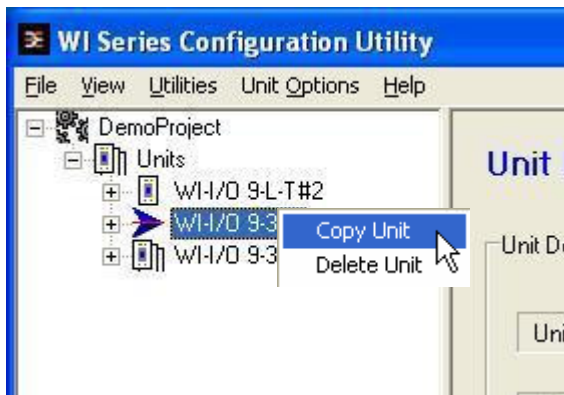 WI Series Configuration Utility
File View Utilities Unit Options Help
DemoProject
Units
WI-I/O 9-L-T#2
WI-I/O 9-3
WI-I/O 9-3
Copy Unit
Delete Unit
Unit
Unit D
Uni